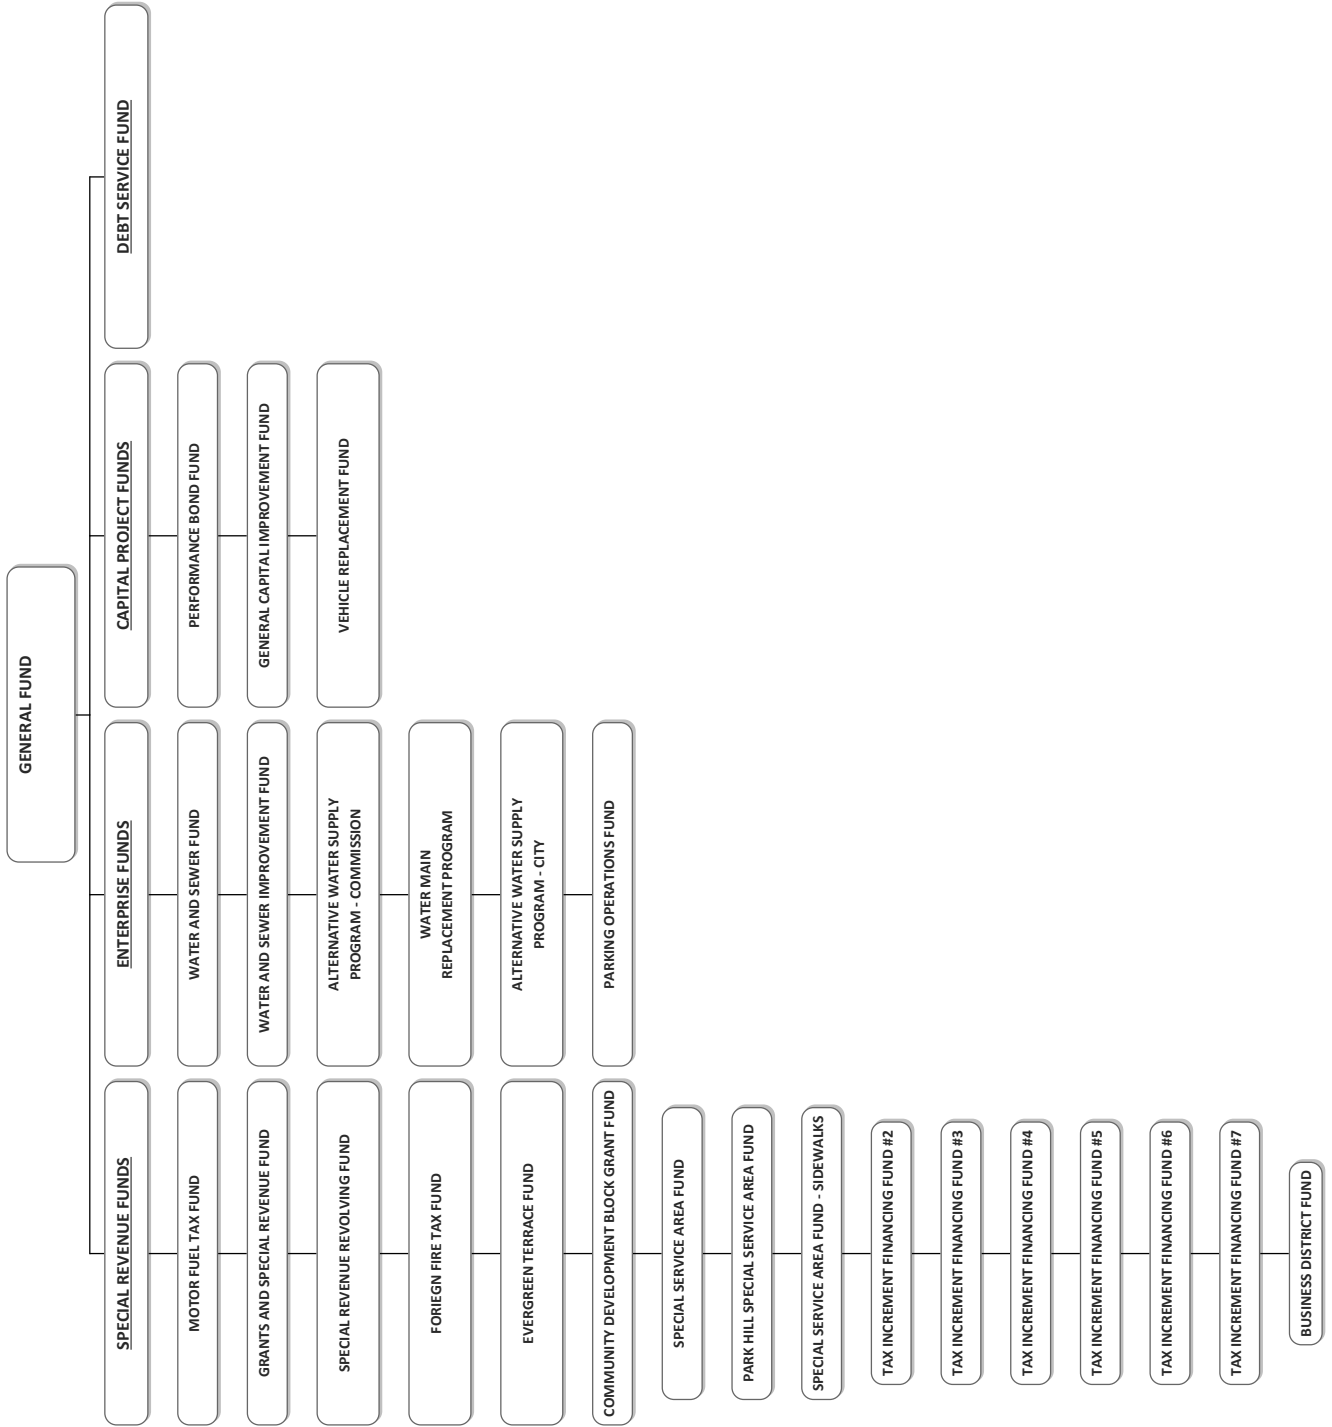 GENERAL FUND
SPECIAL REVENUE FUNDS
MOTOR FUEL TAX FUND
GRANTS AND SPECIAL REVENUE FUND
SPECIAL REVENUE REVOLVING FUND
FORIEGN FIRE TAX FUND
EVERGREEN TERRACE FUND
COMMUNITY DEVELOPMENT BLOCK GRANT FUND
SPECIAL SERVICE AREA FUND
PARK HILL SPECIAL SERVICE AREA FUND
SPECIAL SERVICE AREA FUND - SIDEWALKS
TAX INCREMENT FINANCING FUND #2
TAX INCREMENT FINANCING FUND #3
TAX INCREMENT FINANCING FUND #4
TAX INCREMENT FINANCING FUND #5
TAX INCREMENT FINANCING FUND #6
TAX INCREMENT FINANCING FUND #7
BUSINESS DISTRICT FUND
ENTERPRISE FUNDS
WATER AND SEWER FUND
WATER AND SEWER IMPROVEMENT FUND
ALTERNATIVE WATER SUPPLY
PROGRAM - COMMISSION
WATER MAIN
REPLACEMENT PROGRAM
ALTERNATIVE WATER SUPPLY
PROGRAM - CITY
PARKING OPERATIONS FUND
CAPITAL PROJECT FUNDS
PERFORMANCE BOND FUND
GENERAL CAPITAL IMPROVEMENT FUND
VEHICLE REPLACEMENT FUND
DEBT SERVICE FUND